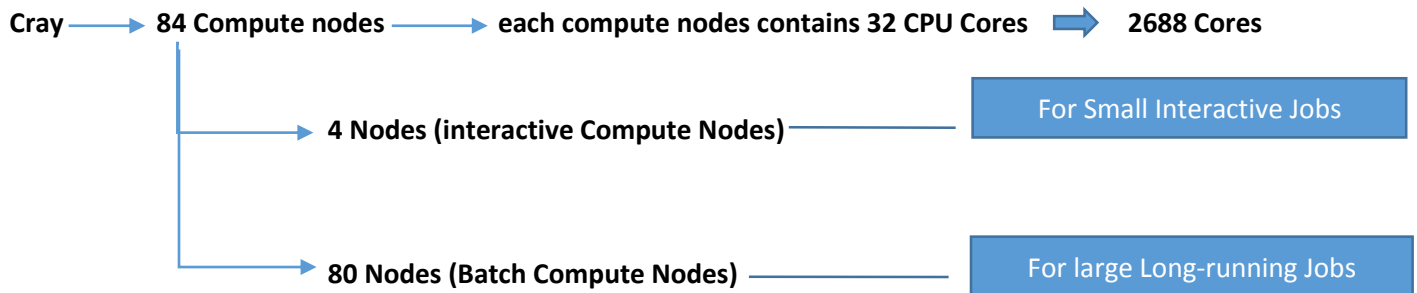 Cray 84 Compute nodes each compute nodes contains 32 CPU Cores 2688 Cores
For Small Interactive Jobs
4 Nodes (interactive Compute Nodes)
For large Long-running Jobs
80 Nodes (Batch Compute Nodes)